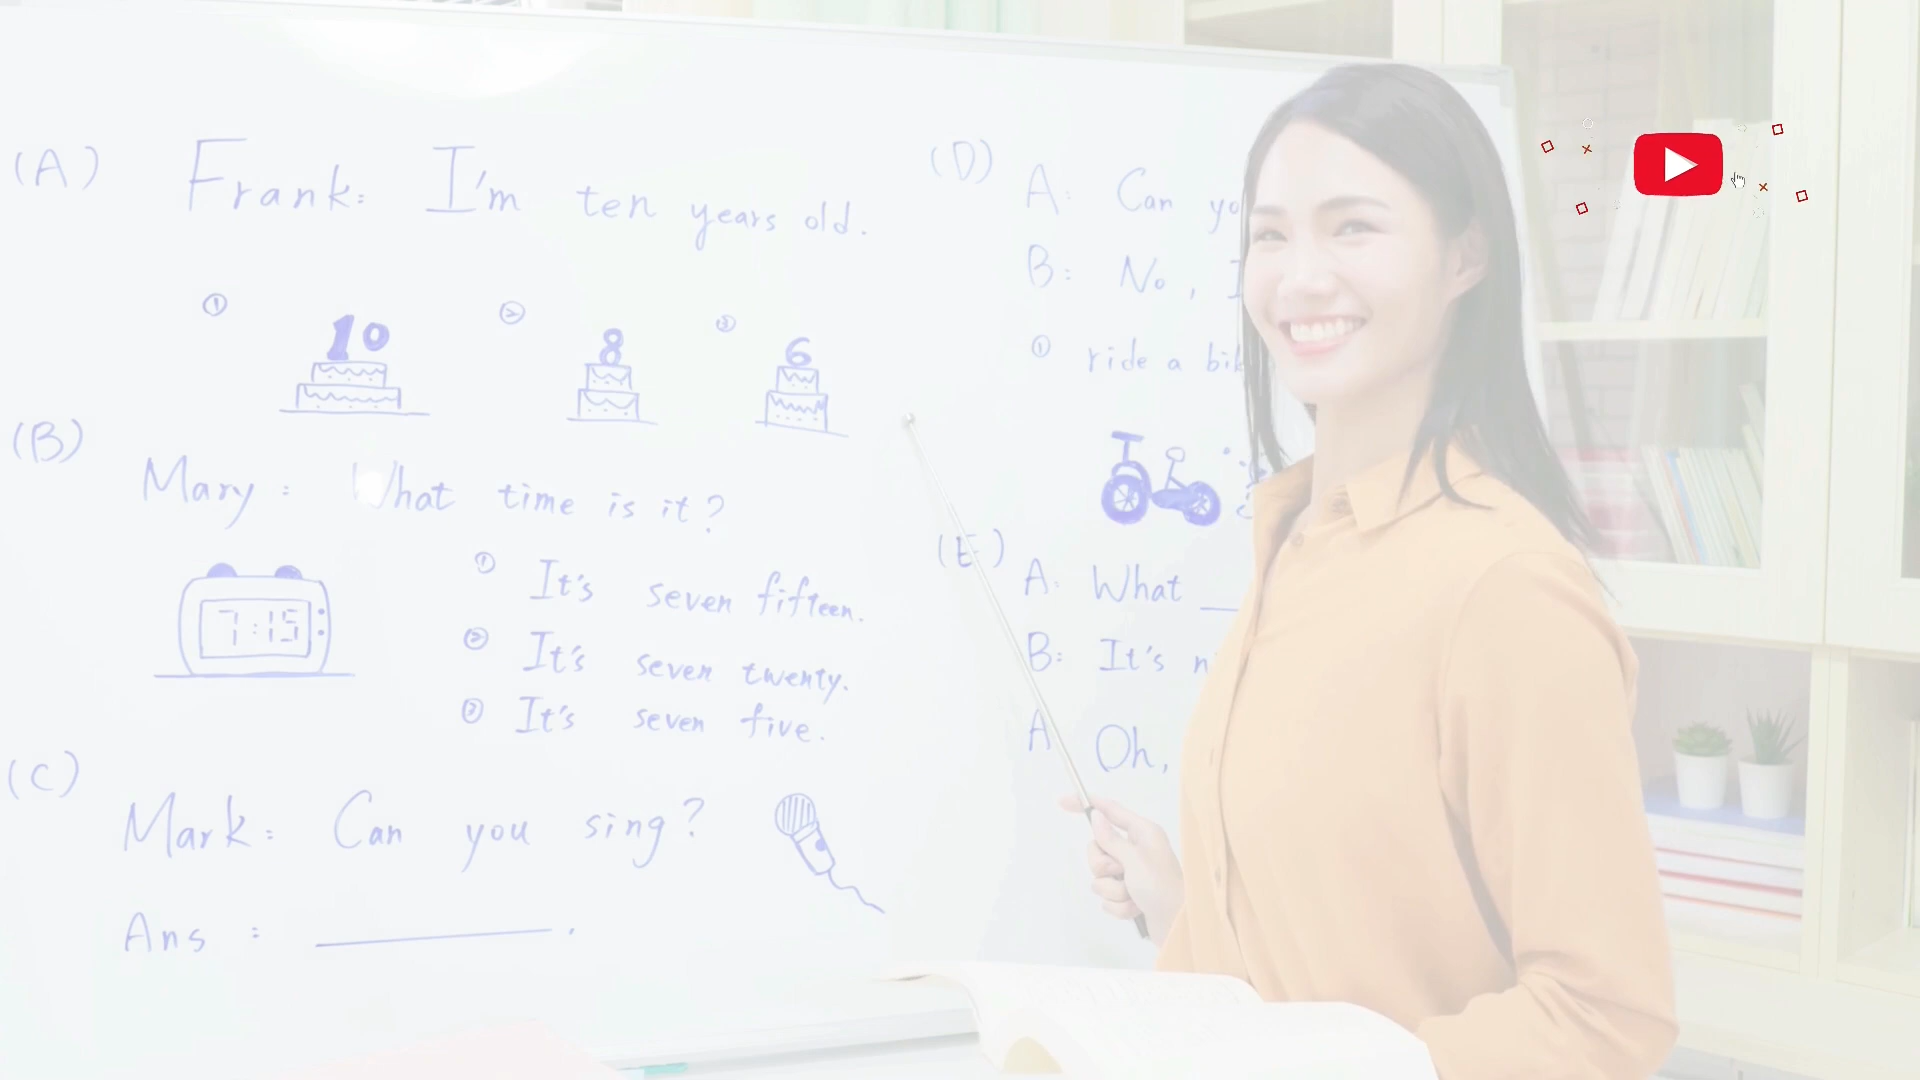 (A) Frank: I'm ten years old.
① ② ③
10 8 6
(B)
Mary: What time is it?
7:15
① It's seven fifteen.
② It's seven twenty.
③ It's seven five.
(C)
Mark: Can you sing?
Ans: ______.
(D) A: Can
B: No,
① ride a
(E) A: What
B: It's
A Oh,